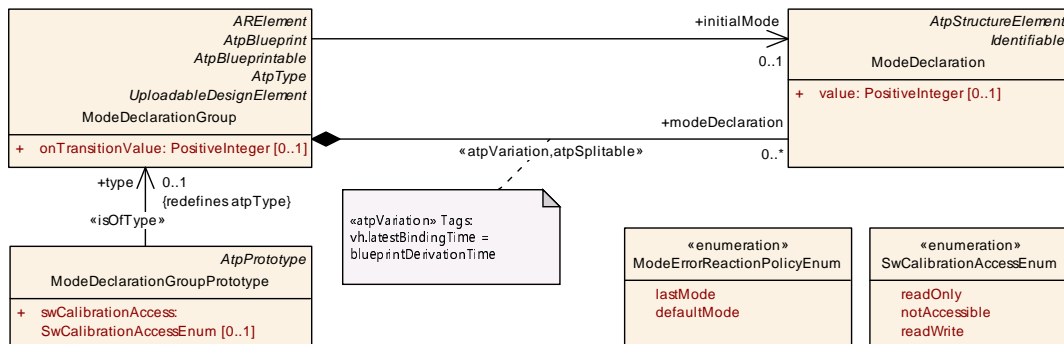 ARElement
AtpBlueprint
AtpBlueprintable
AtpType
UploadableDesignElement
ModeDeclarationGroup
+ onTransitionValue: PositiveInteger [0..1]
+initialMode
0..1
AtpStructureElement
Identifiable
ModeDeclaration
+ value: PositiveInteger [0..1]
+modeDeclaration
«atpVariation,atpSplitable»
0..*
+type 0..1
{redefines atpType}
«isOfType»
«atpVariation» Tags:
vh.latestBindingTime =
blueprintDerivationTime
AtpPrototype
ModeDeclarationGroupPrototype
+ swCalibrationAccess:
SwCalibrationAccessEnum [0..1]
«enumeration»
ModeErrorReactionPolicyEnum
lastMode
defaultMode
«enumeration»
SwCalibrationAccessEnum
readOnly
notAccessible
readWrite